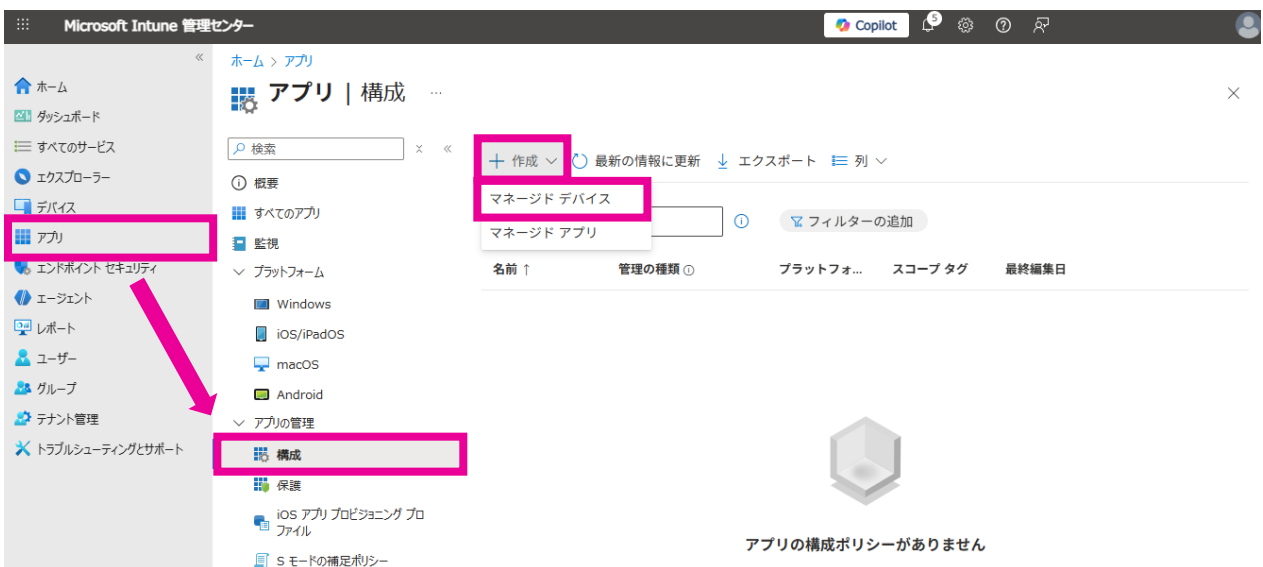 Microsoft Intune 管理センター
Copilot
5
«
ホーム
ダッシュボード
すべてのサービス
エクスプローラー
デバイス
アプリ
エンドポイント セキュリティ
エージェント
レポート
ユーザー
グループ
テナント管理
トラブルシューティングとサポート
ホーム > アプリ
アプリ | 構成 …
検索
«
概要
すべてのアプリ
監視
プラットフォーム
Windows
iOS/iPadOS
macOS
Android
アプリの管理
構成
保護
iOS アプリ プロビジョニング プロ
ファイル
S モードの補足ポリシー
+ 作成 最新の情報に更新 ↓ エクスポート 列
マネージド デバイス
マネージド アプリ
フィルターの追加
名前 ↑ 管理の種類 プラットフォ... スコープ タグ 最終編集日
アプリの構成ポリシーがありません